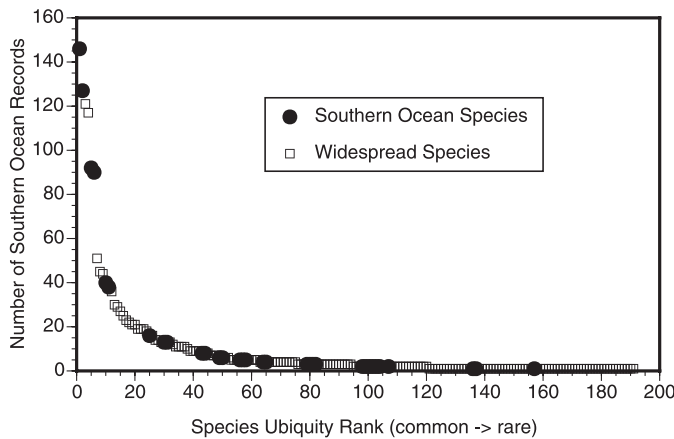 160
140
120
100
80
60
40
20
0
Number of Southern Ocean Records
Southern Ocean Species
Widespread Species
0 20 40 60 80 100 120 140 160 180 200
Species Ubiquity Rank (common -> rare)